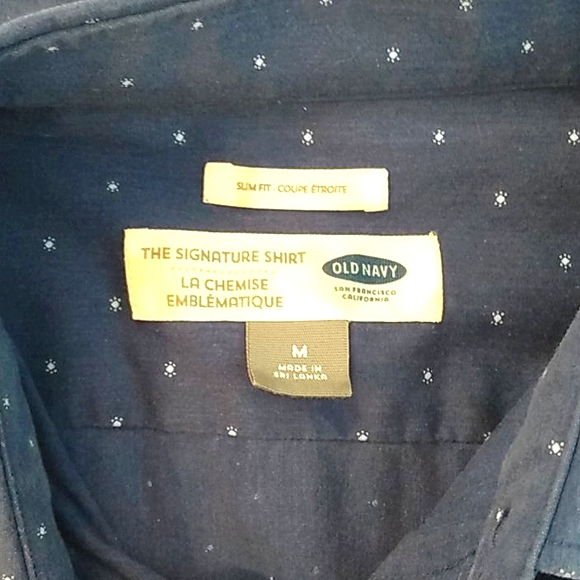 SLIM FIT · COUPE ÉTROITE
THE SIGNATURE SHIRT
LA CHEMISE
EMBLÉMATIQUE
OLD NAVY
SAN FRANCISCO
CALIFORNIA
M
MADE IN
SRI LANKA